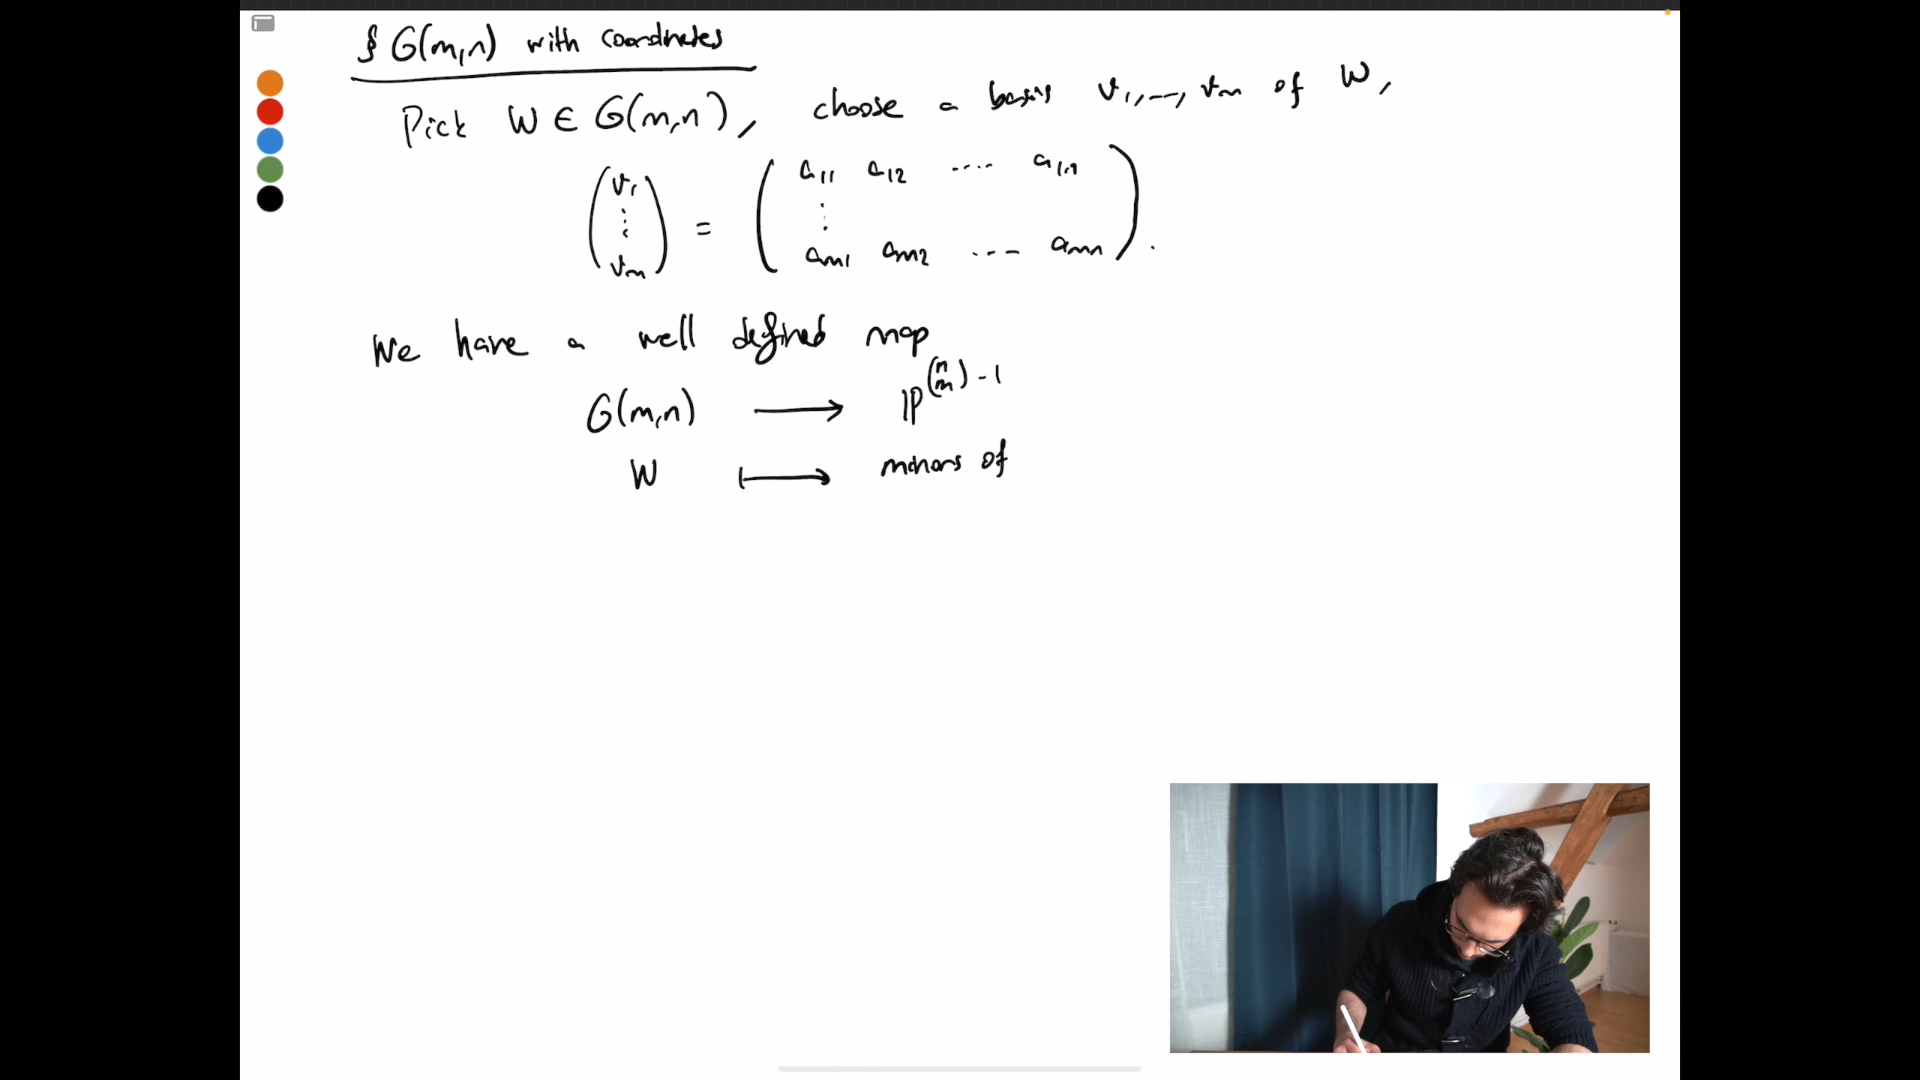 § G(m,n) with coordinates
Pick W ∈ G(m,n), choose a basis v₁,...,vₘ of W,
(v₁ ⋮ vₘ) = (a₁₁ a₁₂ .... a₁ₙ ⋮ aₘ₁ aₘ₂ .... aₘₙ).
We have a well defined map
G(m,n) ⟶ ℙ^{(n m) - 1}
W ⟼ minors of